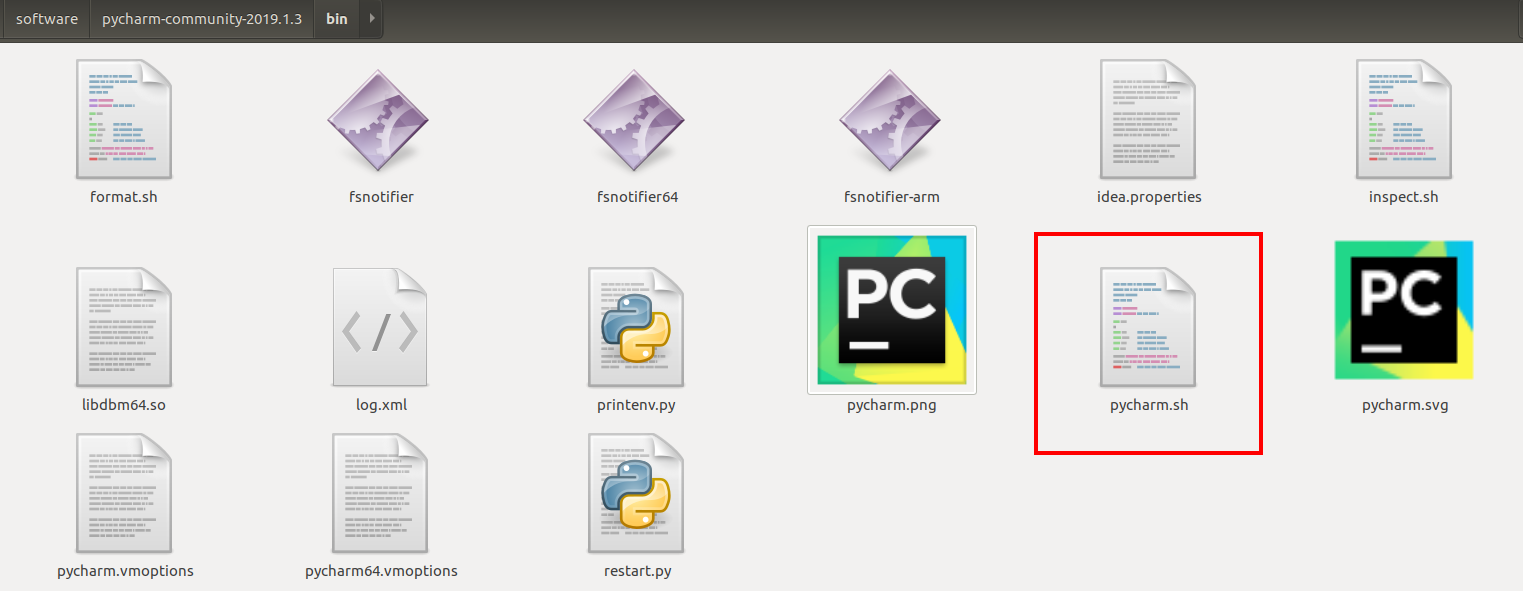 software pycharm-community-2019.1.3 bin
format.sh fsnotifier fsnotifier64 fsnotifier-arm idea.properties inspect.sh
PC PC
libdbm64.so log.xml printenv.py pycharm.png pycharm.sh pycharm.svg
pycharm.vmoptions pycharm64.vmoptions restart.py